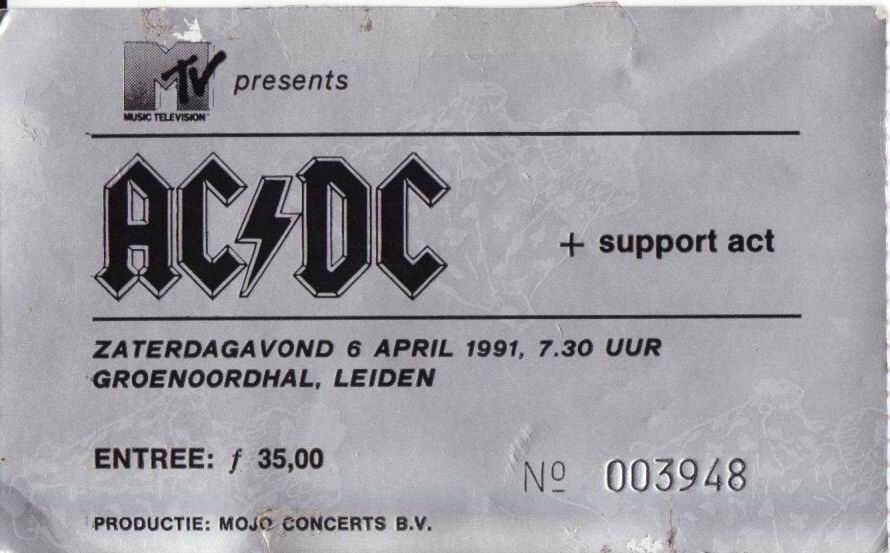 MTV presents
MUSIC TELEVISION
AC⚡DC
+ support act
ZATERDAGAVOND 6 APRIL 1991, 7.30 UUR
GROENOORDHAL, LEIDEN
ENTREE: ƒ 35,00
Nº 003948
PRODUCTIE: MOJO CONCERTS B.V.